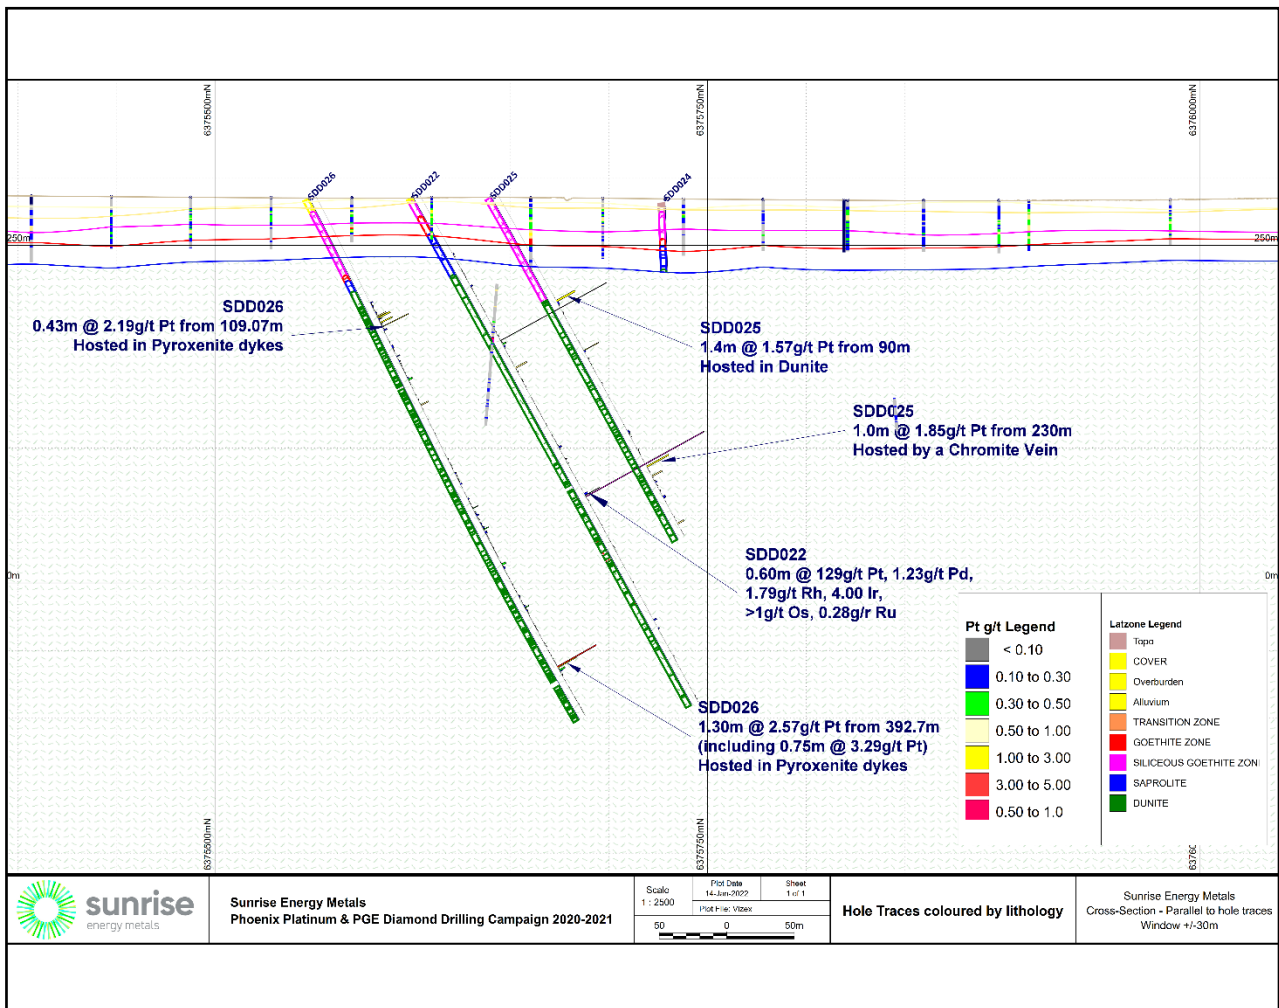 6375500mN
6375750mN
6376000mN
SDD026
SDD022
SDD025
SDD024
250m
250m
SDD026
0.43m @ 2.19g/t Pt from 109.07m
Hosted in Pyroxenite dykes
SDD025
1.4m @ 1.57g/t Pt from 90m
Hosted in Dunite
SDD025
1.0m @ 1.85g/t Pt from 230m
Hosted by a Chromite Vein
SDD022
0.60m @ 129g/t Pt, 1.23g/t Pd,
1.79g/t Rh, 4.00 Ir,
>1g/t Os, 0.28g/r Ru
0m
0m
SDD026
1.30m @ 2.57g/t Pt from 392.7m
(including 0.75m @ 3.29g/t Pt)
Hosted in Pyroxenite dykes
Pt g/t Legend
< 0.10
0.10 to 0.30
0.30 to 0.50
0.50 to 1.00
1.00 to 3.00
3.00 to 5.00
0.50 to 1.0
Latzone Legend
Topo
COVER
Overburden
Alluvium
TRANSITION ZONE
GOETHITE ZONE
SILICEOUS GOETHITE ZONE
SAPROLITE
DUNITE
6375500mN
6375750mN
6376C
sunrise
energy metals
Sunrise Energy Metals
Phoenix Platinum & PGE Diamond Drilling Campaign 2020-2021
Scale
1 : 2500
Plot Date
14-Jan-2022
Sheet
1 of 1
Plot File: Vizex
50 0 50m
Hole Traces coloured by lithology
Sunrise Energy Metals
Cross-Section - Parallel to hole traces
Window +/-30m